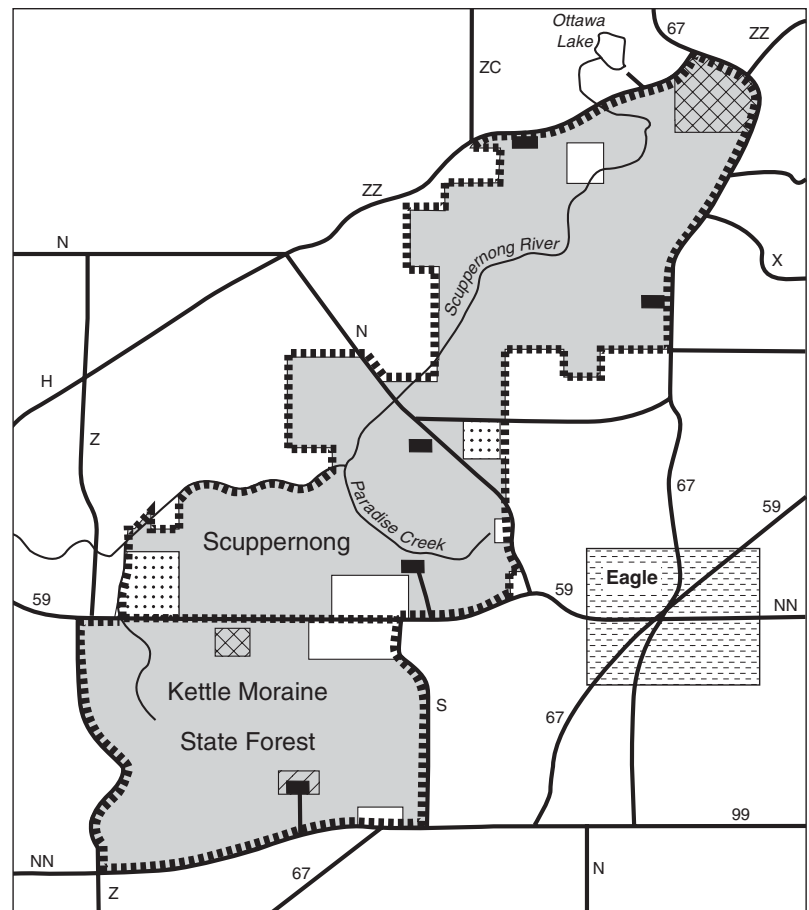 Ottawa
Lake
67
ZZ
ZC
ZZ
N
Scuppernong River
X
N
H
Z
67
59
Paradise Creek
Scuppernong
Eagle
59
59
NN
Kettle Moraine
S
67
State Forest
99
NN
67
N
Z